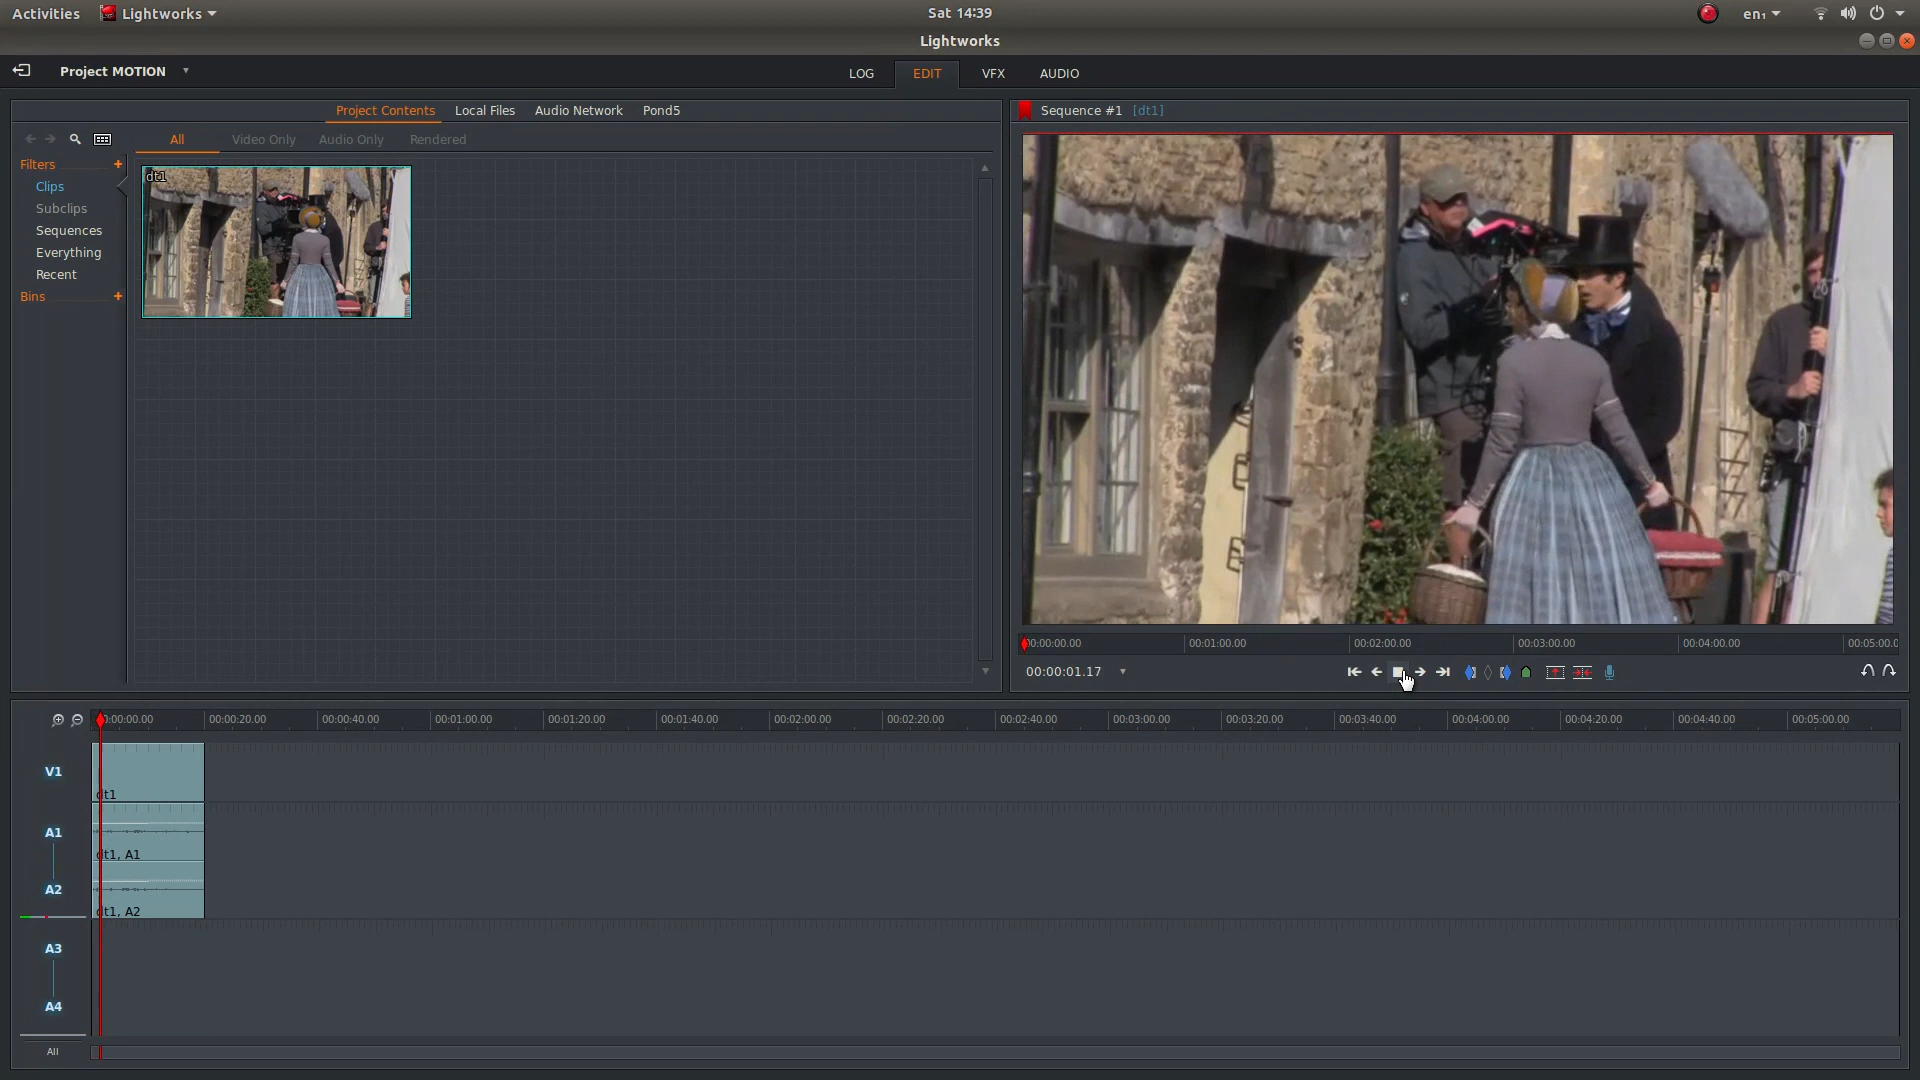 Activities Lightworks Sat 14:39 en₁
Lightworks
Project MOTION LOG EDIT VFX AUDIO
Project Contents Local Files Audio Network Pond5
All Video Only Audio Only Rendered
Filters +
Clips
Subclips
Sequences
Everything
Recent
Bins +
dt1
Sequence #1 [dt1]
00:00:00.00 00:01:00.00 00:02:00.00 00:03:00.00 00:04:00.00 00:05:00.0
00:00:01.17
0:00:00.00 00:00:20.00 00:00:40.00 00:01:00.00 00:01:20.00 00:01:40.00 00:02:00.00 00:02:20.00 00:02:40.00 00:03:00.00 00:03:20.00 00:03:40.00 00:04:00.00 00:04:20.00 00:04:40.00 00:05:00.00
V1
dt1
A1
dt1, A1
A2
dt1, A2
A3
A4
All